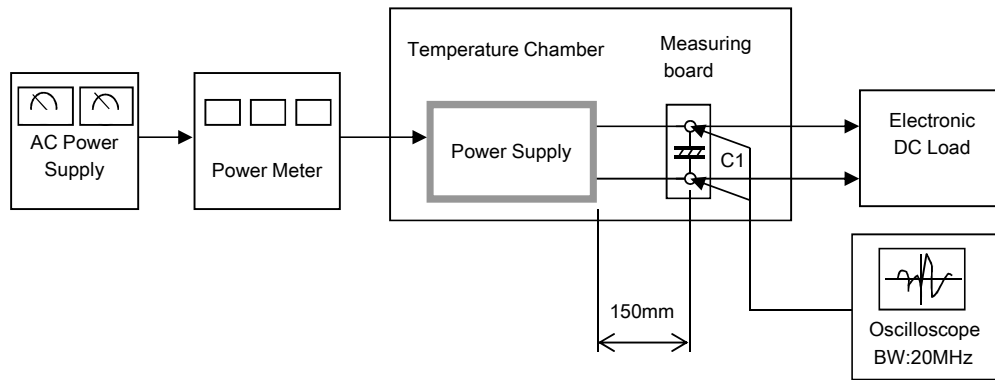 Temperature Chamber
Measuring
board
AC Power
Supply
Power Meter
Power Supply
C1
Electronic
DC Load
150mm
Oscilloscope
BW:20MHz